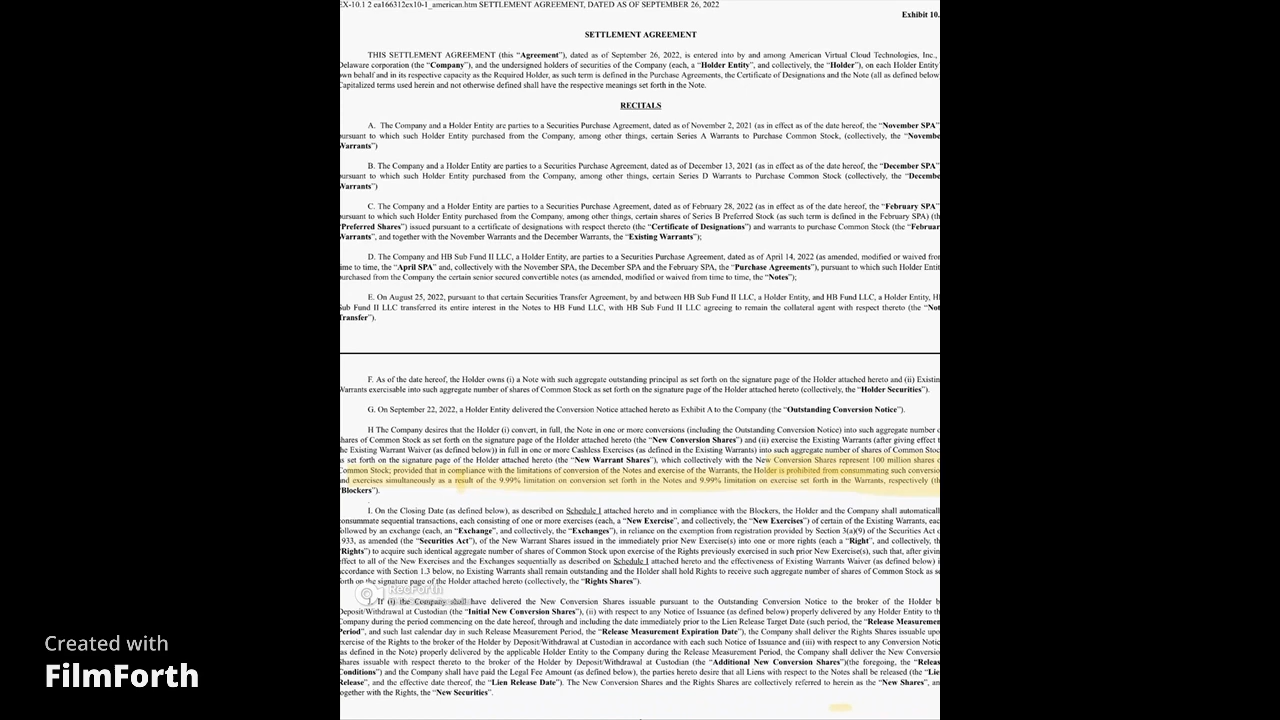 EX-10.1 2 ea166312ex10-1_american.htm SETTLEMENT AGREEMENT, DATED AS OF SEPTEMBER 26, 2022
Exhibit 10.
SETTLEMENT AGREEMENT
THIS SETTLEMENT AGREEMENT (this “Agreement”), dated as of September 26, 2022, is entered into by and among American Virtual Cloud Technologies, Inc.,
Delaware corporation (the “Company”), and the undersigned holders of securities of the Company (each, a “Holder Entity”, and collectively, the “Holder”), on each Holder Entity’
own behalf and in its respective capacity as the Required Holder, as such term is defined in the Purchase Agreements, the Certificate of Designations and the Note (all as defined below
Capitalized terms used herein and not otherwise defined shall have the respective meanings set forth in the Note.
RECITALS
A. The Company and a Holder Entity are parties to a Securities Purchase Agreement, dated as of November 2, 2021 (as in effect as of the date hereof, the “November SPA”
pursuant to which such Holder Entity purchased from the Company, among other things, certain Series A Warrants to Purchase Common Stock, (collectively, the “Novembe
Warrants”)
B. The Company and a Holder Entity are parties to a Securities Purchase Agreement, dated as of December 13, 2021 (as in effect as of the date hereof, the “December SPA”
pursuant to which such Holder Entity purchased from the Company, among other things, certain Series D Warrants to Purchase Common Stock (collectively, the “Decembe
Warrants”)
C. The Company and a Holder Entity are parties to a Securities Purchase Agreement, dated as of February 28, 2022 (as in effect as of the date hereof, the “February SPA”
pursuant to which such Holder Entity purchased from the Company, among other things, certain shares of Series B Preferred Stock (as such term is defined in the February SPA) (th
“Preferred Shares”) issued pursuant to a certificate of designations with respect thereto (the “Certificate of Designations”) and warrants to purchase Common Stock (the “Februar
Warrants”, and together with the November Warrants and the December Warrants, the “Existing Warrants”);
D. The Company and HB Sub Fund II LLC, a Holder Entity, are parties to a Securities Purchase Agreement, dated as of April 14, 2022 (as amended, modified or waived from
time to time, the “April SPA” and, collectively with the November SPA, the December SPA and the February SPA, the “Purchase Agreements”), pursuant to which such Holder Entit
purchased from the Company the certain senior secured convertible notes (as amended, modified or waived from time to time, the “Notes”);
E. On August 25, 2022, pursuant to that certain Securities Transfer Agreement, by and between HB Sub Fund II LLC, a Holder Entity, and HB Fund LLC, a Holder Entity, H
Sub Fund II LLC transferred its entire interest in the Notes to HB Fund LLC, with HB Sub Fund II LLC agreeing to remain the collateral agent with respect thereto (the “Not
Transfer”).
F. As of the date hereof, the Holder owns (i) a Note with such aggregate outstanding principal as set forth on the signature page of the Holder attached hereto and (ii) Existin
Warrants exercisable into such aggregate number of shares of Common Stock as set forth on the signature page of the Holder attached hereto (collectively, the “Holder Securities”).
G. On September 22, 2022, a Holder Entity delivered the Conversion Notice attached hereto as Exhibit A to the Company (the “Outstanding Conversion Notice”).
H The Company desires that the Holder (i) convert, in full, the Note in one or more conversions (including the Outstanding Conversion Notice) into such aggregate number o
shares of Common Stock as set forth on the signature page of the Holder attached hereto (the “New Conversion Shares”) and (ii) exercise the Existing Warrants (after giving effect t
the Existing Warrant Waiver (as defined below)) in full in one or more Cashless Exercises (as defined in the Existing Warrants) into such aggregate number of shares of Common Stoc
as set forth on the signature page of the Holder attached hereto (the “New Warrant Shares”), which collectively with the New Conversion Shares represent 100 million shares o
Common Stock; provided that in compliance with the limitations of conversion of the Notes and exercise of the Warrants, the Holder is prohibited from consummating such conversio
and exercises simultaneously as a result of the 9.99% limitation on conversion set forth in the Notes and 9.99% limitation on exercise set forth in the Warrants, respectively (th
“Blockers”).
I. On the Closing Date (as defined below), as described on Schedule I attached hereto and in compliance with the Blockers, the Holder and the Company shall automaticall
consummate sequential transactions, each consisting of one or more exercises (each, a “New Exercise”, and collectively, the “New Exercises”) of certain of the Existing Warrants, eac
followed by an exchange (each, an “Exchange”, and collectively, the “Exchanges”), in reliance on the exemption from registration provided by Section 3(a)(9) of the Securities Act o
1933, as amended (the “Securities Act”), of the New Warrant Shares issued in the immediately prior New Exercise(s) into one or more rights (each a “Right”, and collectively, th
“Rights”) to acquire such identical aggregate number of shares of Common Stock upon exercise of the Rights previously exercised in such prior New Exercise(s), such that, after givin
effect to all of the New Exercises and the Exchanges sequentially as described on Schedule I attached hereto and the effectiveness of Existing Warrants Waiver (as defined below) i
accordance with Section 1.3 below, no Existing Warrants shall remain outstanding and the Holder shall hold Rights to receive such aggregate number of shares of Common Stock as se
forth on the signature page of the Holder attached hereto (collectively, the “Rights Shares”).
RecForth
If (i) the Company shall have delivered the New Conversion Shares issuable pursuant to the Outstanding Conversion Notice to the broker of the Holder b
Deposit/Withdrawal at Custodian (the “Initial New Conversion Shares”), (ii) with respect to any Notice of Issuance (as defined below) properly delivered by any Holder Entity to the
Company during the period commencing on the date hereof, through and including the date immediately prior to the Lien Release Target Date (such period, the “Release Measuremen
Period”, and such last calendar day in such Release Measurement Period, the “Release Measurement Expiration Date”), the Company shall deliver the Rights Shares issuable upo
exercise of the Rights to the broker of the Holder by Deposit/Withdrawal at Custodian in accordance with each such Notice of Issuance and (iii) with respect to any Conversion Notice
(as defined in the Note) properly delivered by the applicable Holder Entity to the Company during the Release Measurement Period, the Company shall deliver the New Conversio
Shares issuable with respect thereto to the broker of the Holder by Deposit/Withdrawal at Custodian (the “Additional New Conversion Shares”)(the foregoing, the “Releas
Conditions”) and the Company shall have paid the Legal Fee Amount (as defined below), the parties hereto desire that all Liens with respect to the Notes shall be released (the “Lie
Release”, and the effective date thereof, the “Lien Release Date”). The New Conversion Shares and the Rights Shares are collectively referred to herein as the “New Shares”, an
together with the Rights, the “New Securities”.
Created with
FilmForth